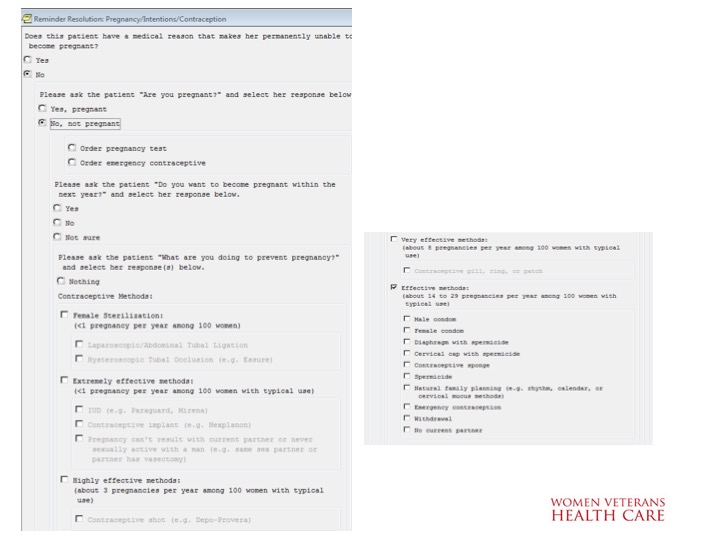 Reminder Resolution: Pregnancy/Intentions/Contraception
Does this patient have a medical reason that makes her permanently unable to
become pregnant?
Yes
No
Please ask the patient "Are you pregnant?" and select her response below
Yes, pregnant
No, not pregnant
Order pregnancy test
Order emergency contraceptive
Please ask the patient "Do you want to become pregnant within the
next year?" and select her response below.
Yes
No
Not sure
Please ask the patient "What are you doing to prevent pregnancy?"
and select her response(s) below.
Nothing
Contraceptive Methods:
Female Sterilization:
(<1 pregnancy per year among 100 women)
Laparoscopic/Abdominal Tubal Ligation
Hysteroscopic Tubal Occlusion (e.g. Essure)
Extremely effective methods:
(<1 pregnancy per year among 100 women with typical use)
IUD (e.g. Paraguard, Mirena)
Contraceptive implant (e.g. Nexplanon)
Pregnancy can't result with current partner or never
sexually active with a man (e.g. same sex partner or
partner has vasectomy)
Highly effective methods:
(about 3 pregnancies per year among 100 women with typical
use)
Contraceptive shot (e.g. Depo-Provera)
Very effective methods:
(about 8 pregnancies per year among 100 women with typical
use)
Contraceptive pill, ring, or patch
Effective methods:
(about 14 to 29 pregnancies per year among 100 women with
typical use)
Male condom
Female condom
Diaphragm with spermicide
Cervical cap with spermicide
Contraceptive sponge
Spermicide
Natural family planning (e.g. rhythm, calendar, or
cervical mucus methods)
Emergency contraception
Withdrawal
No current partner
WOMEN VETERANS
HEALTH CARE